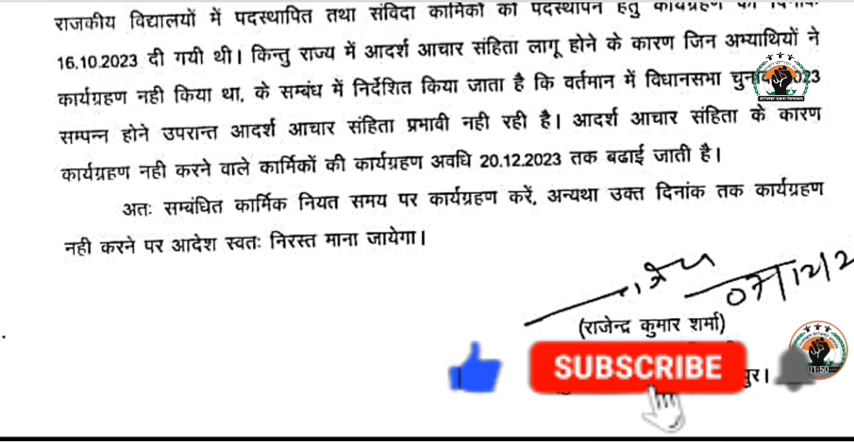 राजकीय विद्यालयों में पदस्थापित तथा संविदा कार्मिकों को पदस्थापन हेतु कार्यग्रहण
16.10.2023 दी गयी थी। किन्तु राज्य में आदर्श आचार संहिता लागू होने के कारण जिन अभ्यार्थियों ने
कार्यग्रहण नही किया था, के सम्बंध में निर्देशित किया जाता है कि वर्तमान में विधानसभा
सम्पन्न होने उपरान्त आदर्श आचार संहिता प्रभावी नही रही है। आदर्श आचार संहिता के कारण
कार्यग्रहण नही करने वाले कार्मिकों की कार्यग्रहण अवधि 20.12.2023 तक बढाई जाती है।
अतः सम्बंधित कार्मिक नियत समय पर कार्यग्रहण करें, अन्यथा उक्त दिनांक तक कार्यग्रहण
नही करने पर आदेश स्वतः निरस्त माना जायेगा।
07/12/2
(राजेन्द्र कुमार शर्मा)
SUBSCRIBE